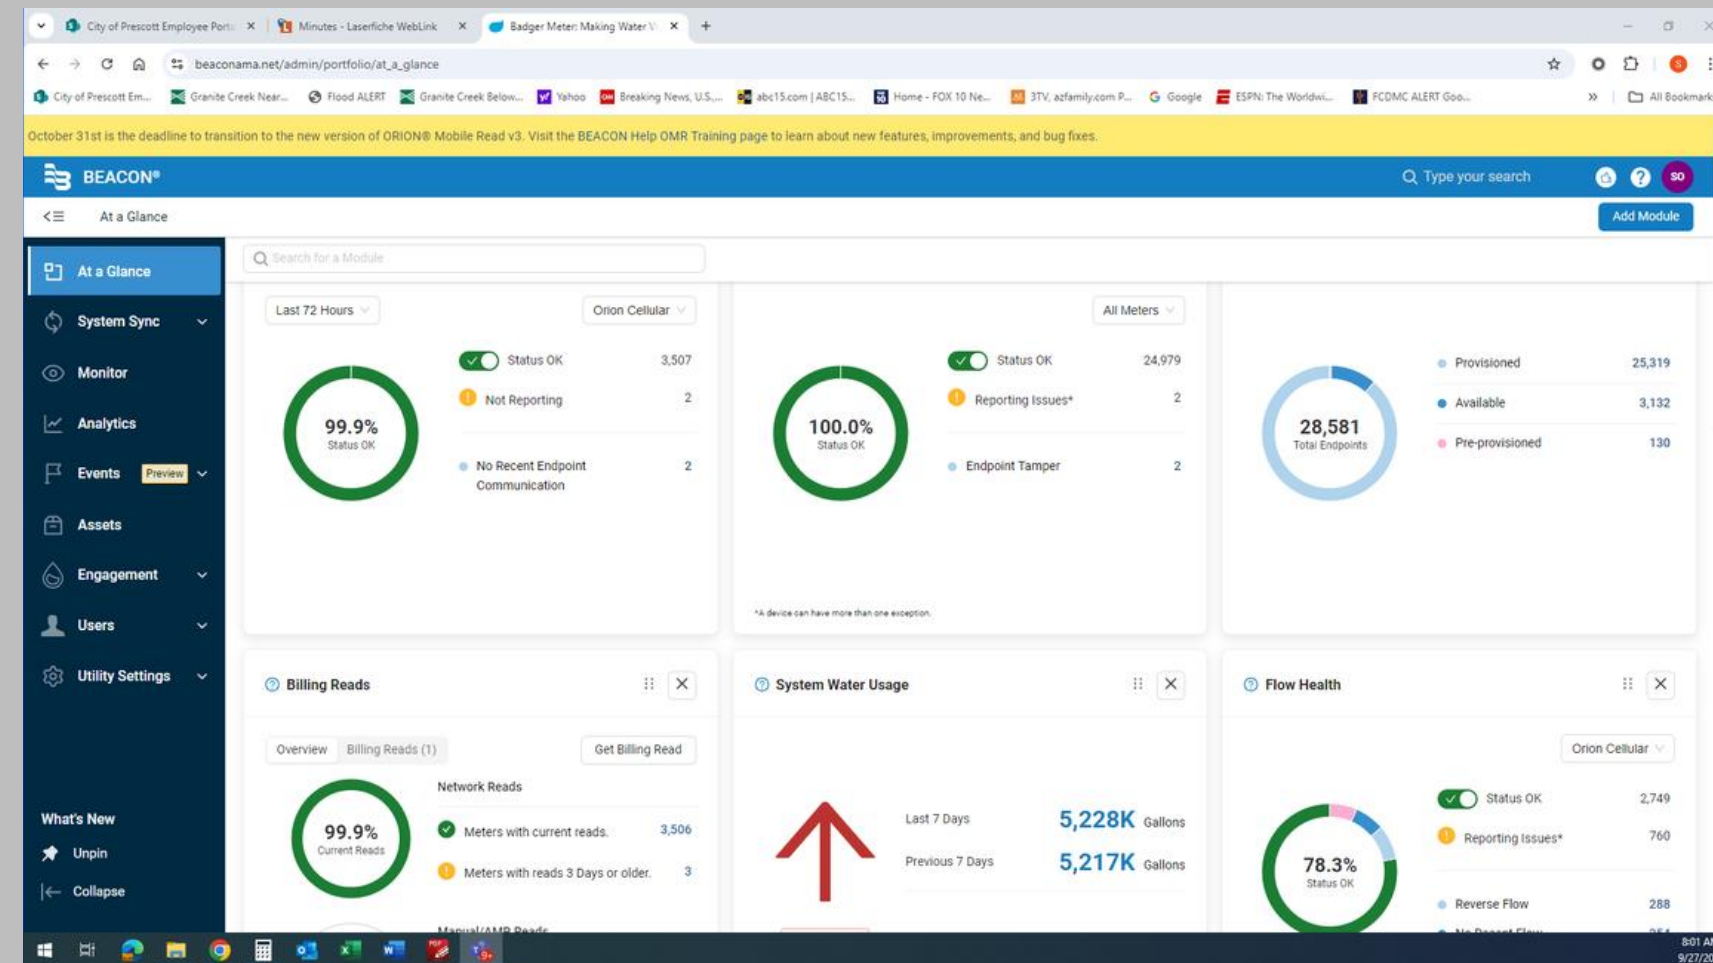 City of Prescott Employee Port
Minutes - Laserfiche WebLink
Badger Meter: Making Water V
beaconama.net/admin/portfolio/at_a_glance
City of Prescott Em...
Granite Creek Near...
Flood ALERT
Granite Creek Below...
Yahoo
Breaking News, U.S.,...
abc15.com | ABC15...
Home - FOX 10 Ne...
3TV, azfamily.com P...
Google
ESPN: The Worldwi...
FCDMC ALERT Goo...
All Bookmark
October 31st is the deadline to transition to the new version of ORION® Mobile Read v3. Visit the BEACON Help OMR Training page to learn about new features, improvements, and bug fixes.
BEACON®
Type your search
SO
At a Glance
Add Module
At a Glance
System Sync
Monitor
Analytics
Events Preview
Assets
Engagement
Users
Utility Settings
What's New
Unpin
Collapse
Search for a Module
Last 72 Hours
Orion Cellular
99.9%
Status OK
Status OK 3,507
Not Reporting 2
No Recent Endpoint Communication 2
All Meters
100.0%
Status OK
Status OK 24,979
Reporting Issues* 2
Endpoint Tamper 2
*A device can have more than one exception.
28,581
Total Endpoints
Provisioned 25,319
Available 3,132
Pre-provisioned 130
Billing Reads
Overview
Billing Reads (1)
Get Billing Read
99.9%
Current Reads
Network Reads
Meters with current reads. 3,506
Meters with reads 3 Days or older. 3
Manual/AMR Reads
System Water Usage
Last 7 Days 5,228K Gallons
Previous 7 Days 5,217K Gallons
Flow Health
Orion Cellular
78.3%
Status OK
Status OK 2,749
Reporting Issues* 760
Reverse Flow 288
8:01 AM
9/27/20